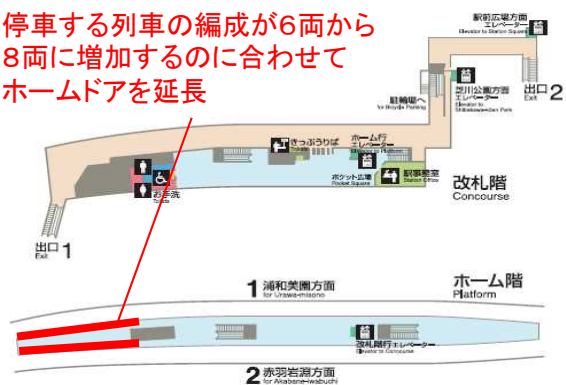 停車する列車の編成が6両から
8両に増加するのに合わせて
ホームドアを延長
駅前広場方面
エレベーター
Elevator to Station Square
芝川公園方面
エレベーター
Elevator to
Shibakawa Park
出口 2
Exit
駐輪場へ
for Bicycle Parking
きっぷうりば
Tickets
ホーム行
エレベーター
Elevator to Platform
ポケット広場
Pocket Square
駅事務室
Station Office
改札階
Concourse
お手洗
Toilets
出口 1
Exit
1 浦和美園方面
for Urawa-misono
ホーム階
Platform
改札階行エレベーター
Elevator to Concourse
2 赤羽岩淵方面
for Akabane-iwabuchi